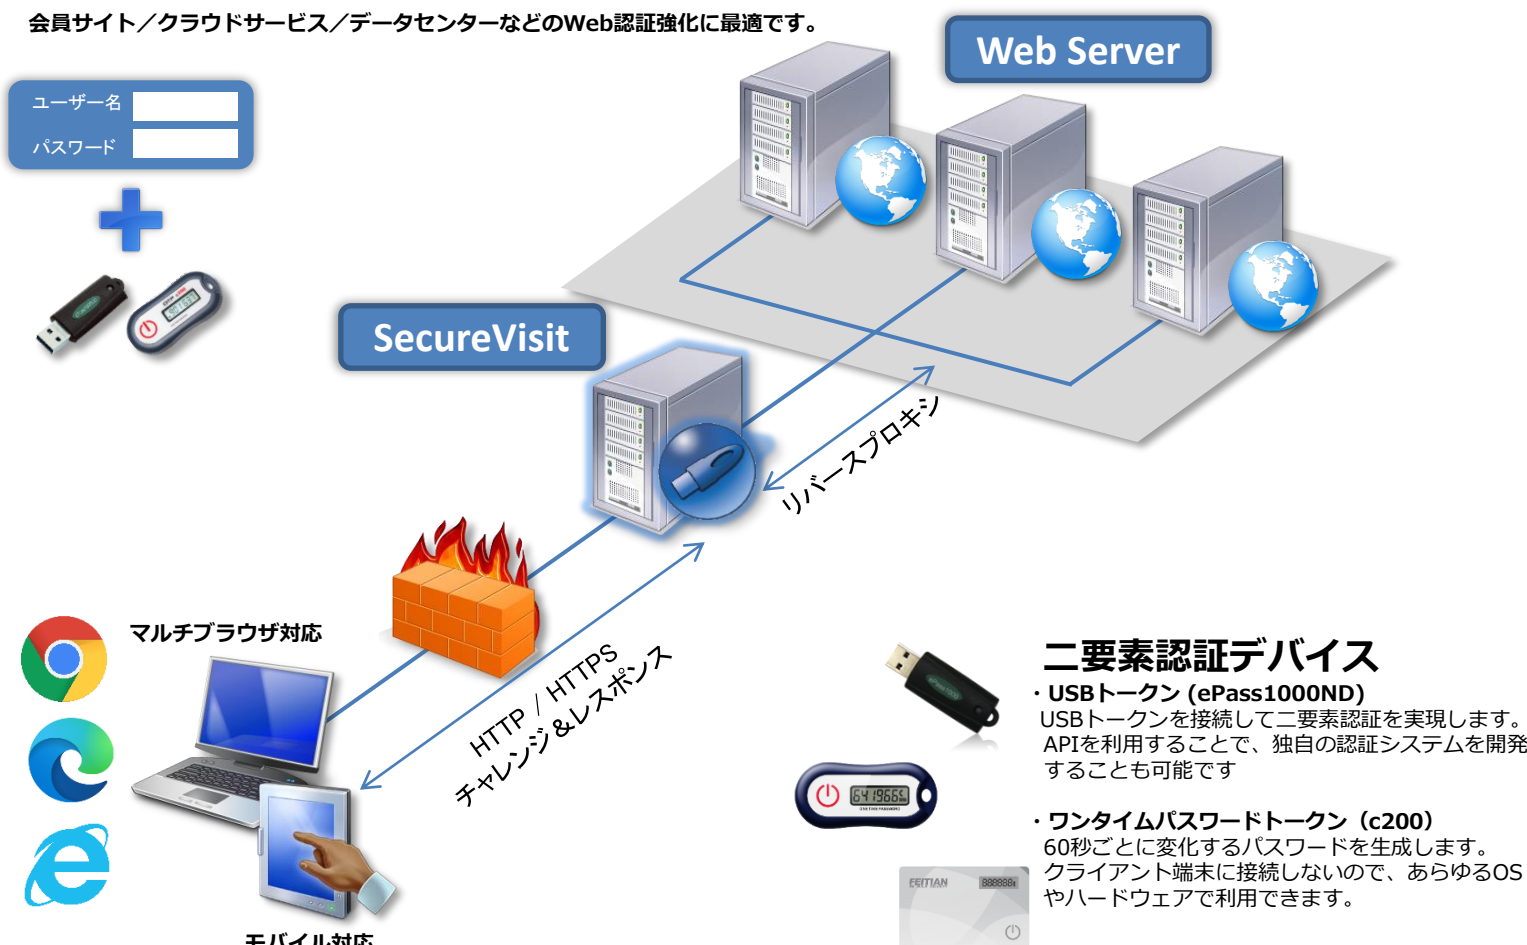 会員サイト／クラウドサービス／データセンターなどのWeb認証強化に最適です。
Web Server
ユーザー名
パスワード
SecureVisit
リバースプロキシ
HTTP / HTTPS
チャレンジ＆レスポンス
マルチブラウザ対応
モバイル対応
二要素認証デバイス
・USBトークン (ePass1000ND)
USBトークンを接続して二要素認証を実現します。
APIを利用することで、独自の認証システムを開発
することも可能です
・ワンタイムパスワードトークン（c200）
60秒ごとに変化するパスワードを生成します。
クライアント端末に接続しないので、あらゆるOS
やハードウェアで利用できます。
ePass1000
641966
FEITIAN
888888